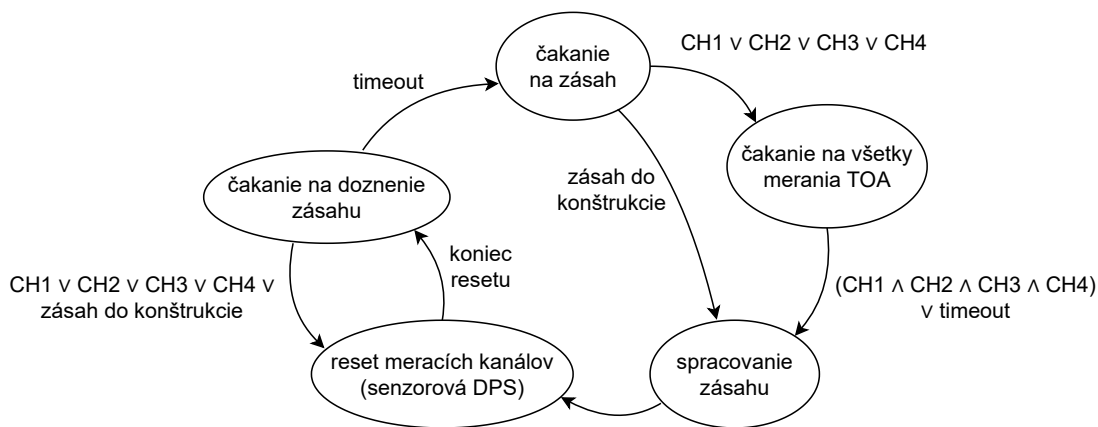 čakanie
na zásah
CH1 ∨ CH2 ∨ CH3 ∨ CH4
timeout
čakanie na všetky
merania TOA
čakanie na doznenie
zásahu
zásah do
konštrukcie
koniec
resetu
CH1 ∨ CH2 ∨ CH3 ∨ CH4 ∨
zásah do konštrukcie
(CH1 ∧ CH2 ∧ CH3 ∧ CH4)
∨ timeout
reset meracích kanálov
(senzorová DPS)
spracovanie
zásahu